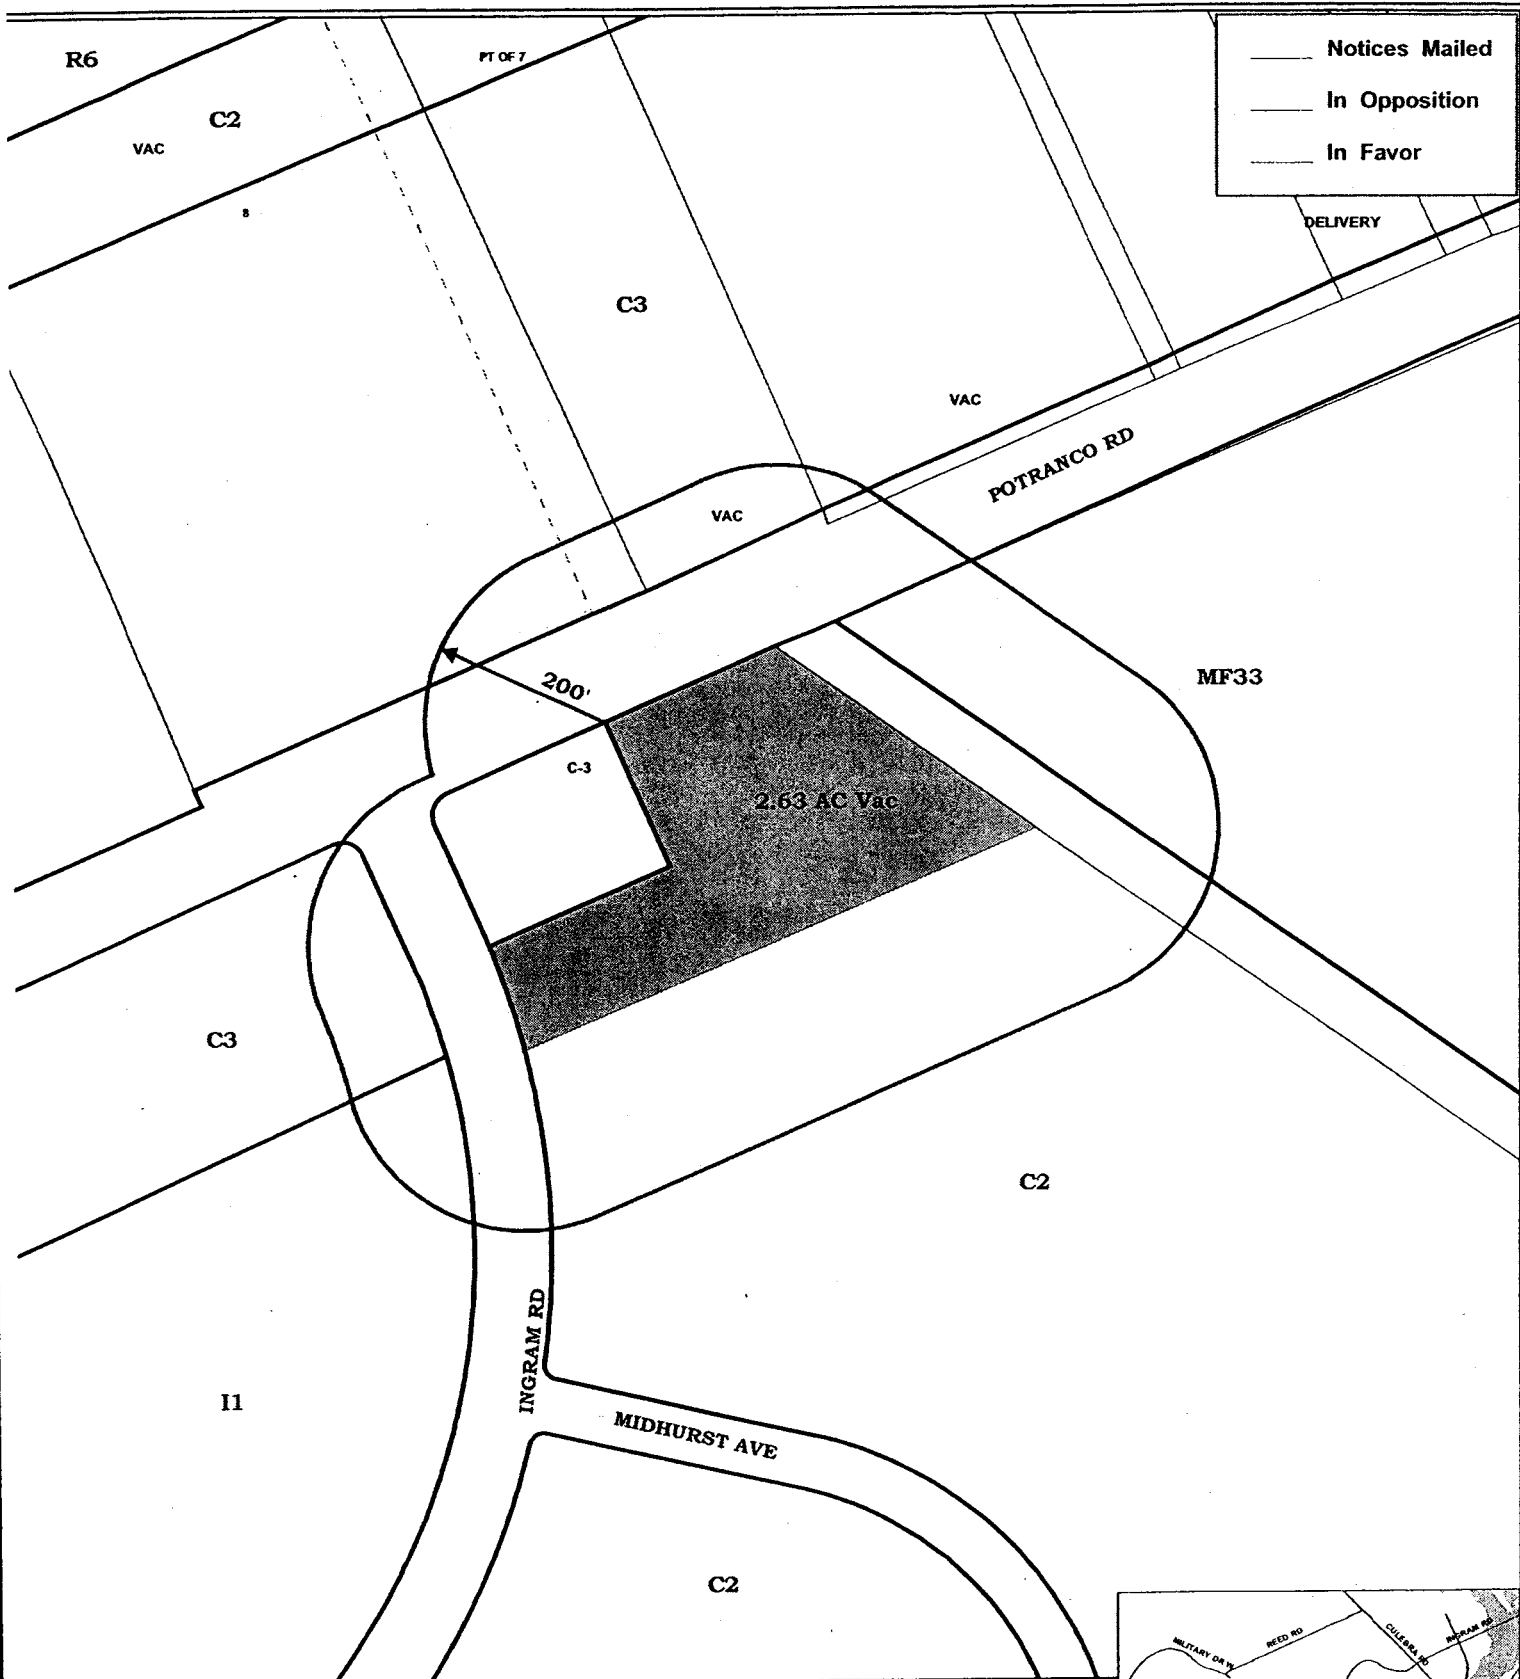 R6
PT OF 7
Notices Mailed
In Opposition
In Favor
C2
VAC
8
DELIVERY
C3
VAC
POTRANCO RD
VAC
200'
MF33
C-3
2.63 AC Vac
C3
C2
INGRAM RD
I1
MIDHURST AVE
C2
MILITARY DR W
REED RD
CULEBRA RD
INGRAM RD